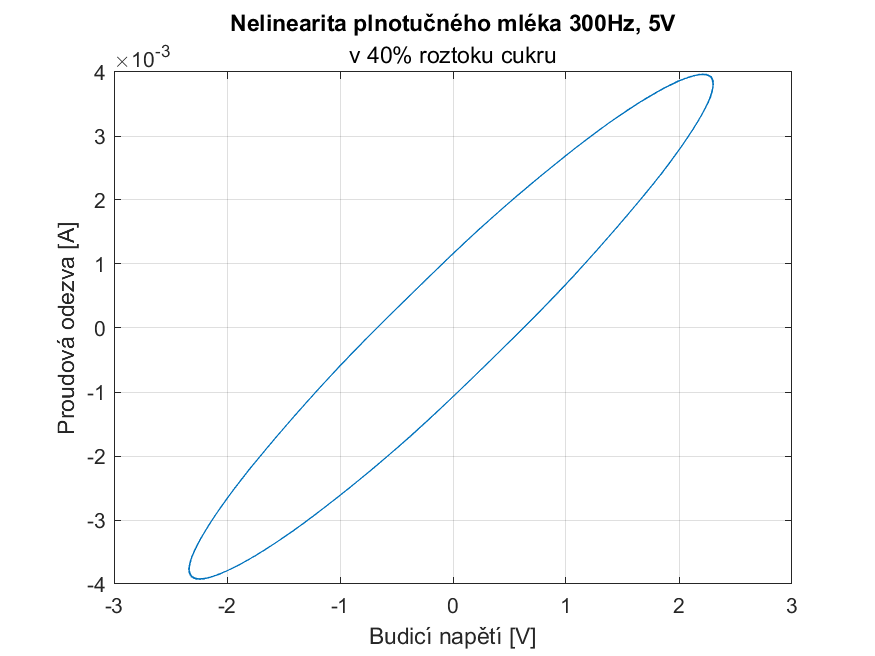 Nelinearita plnotučného mléka 300Hz, 5V
v 40% roztoku cukru
×10-3
4
3
2
1
0
-1
-2
-3
-4
Proudová odezva [A]
-3 -2 -1 0 1 2 3
Budicí napětí [V]